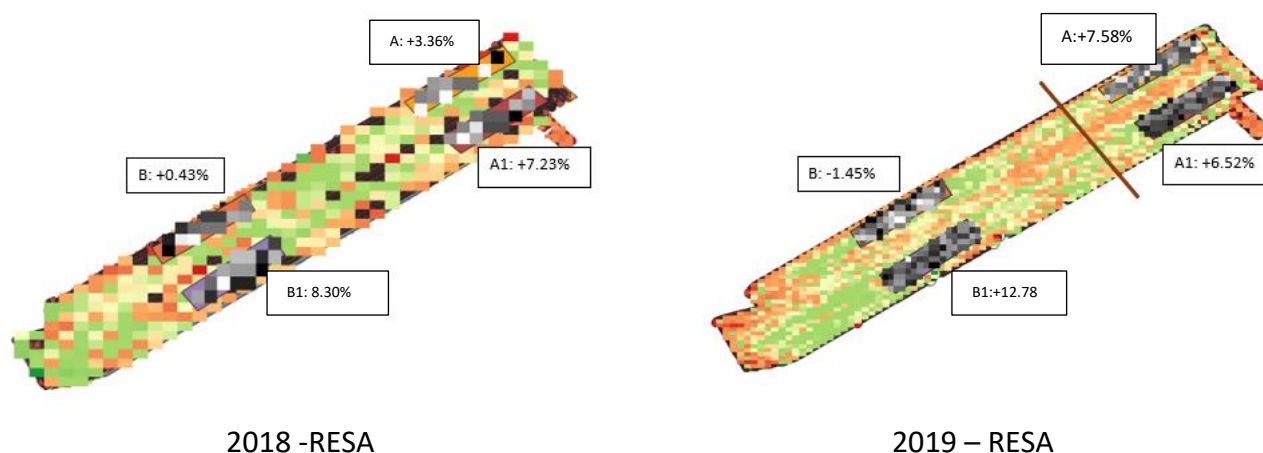 A: +3.36%
A:+7.58%
B: +0.43%
A1: +7.23%
B: -1.45%
A1: +6.52%
B1: 8.30%
B1:+12.78
2018 -RESA
2019 – RESA